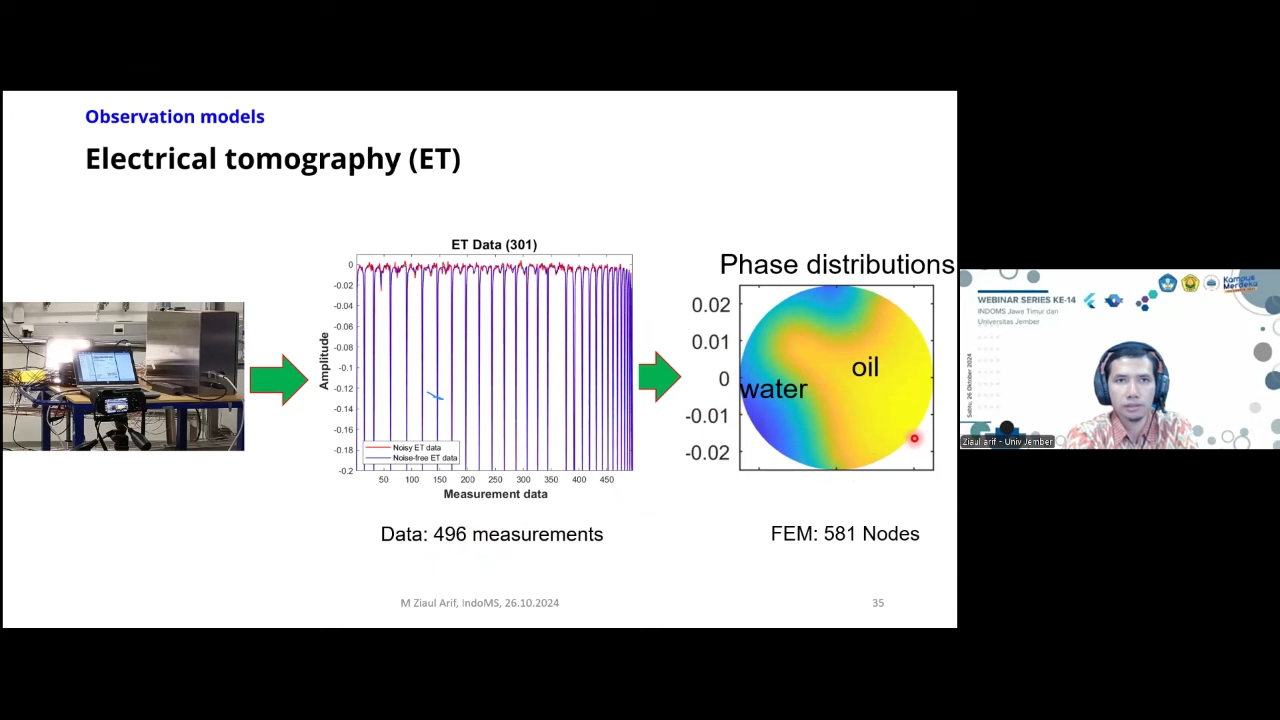 Observation models
Electrical tomography (ET)
ET Data (301)
Amplitude
0
-0.02
-0.04
-0.06
-0.08
-0.1
-0.12
-0.14
-0.16
-0.18
-0.2
Noisy ET data
Noise-free ET data
50 100 150 200 250 300 350 400 450
Measurement data
Data: 496 measurements
Phase distributions
0.02
0.01
0
-0.01
-0.02
water
oil
FEM: 581 Nodes
M Ziaul Arif, IndoMS, 26.10.2024
35
WEBINAR SERIES KE-14
INDOMS Jawa Timur dan
Universitas Jember
Kampus
Merdeka
Sabtu, 26 Oktober 2024
Ziaul arif - Univ Jember